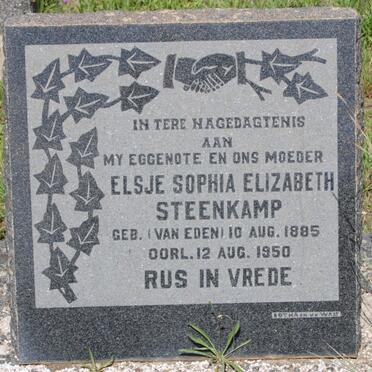 IN TERE NAGEDAGTENIS
AAN
MY EGGENOTE EN ONS MOEDER
ELSJE SOPHIA ELIZABETH
STEENKAMP
GEB. (VAN EDEN) 10 AUG. 1885
OORL. 12 AUG. 1950
RUS IN VREDE